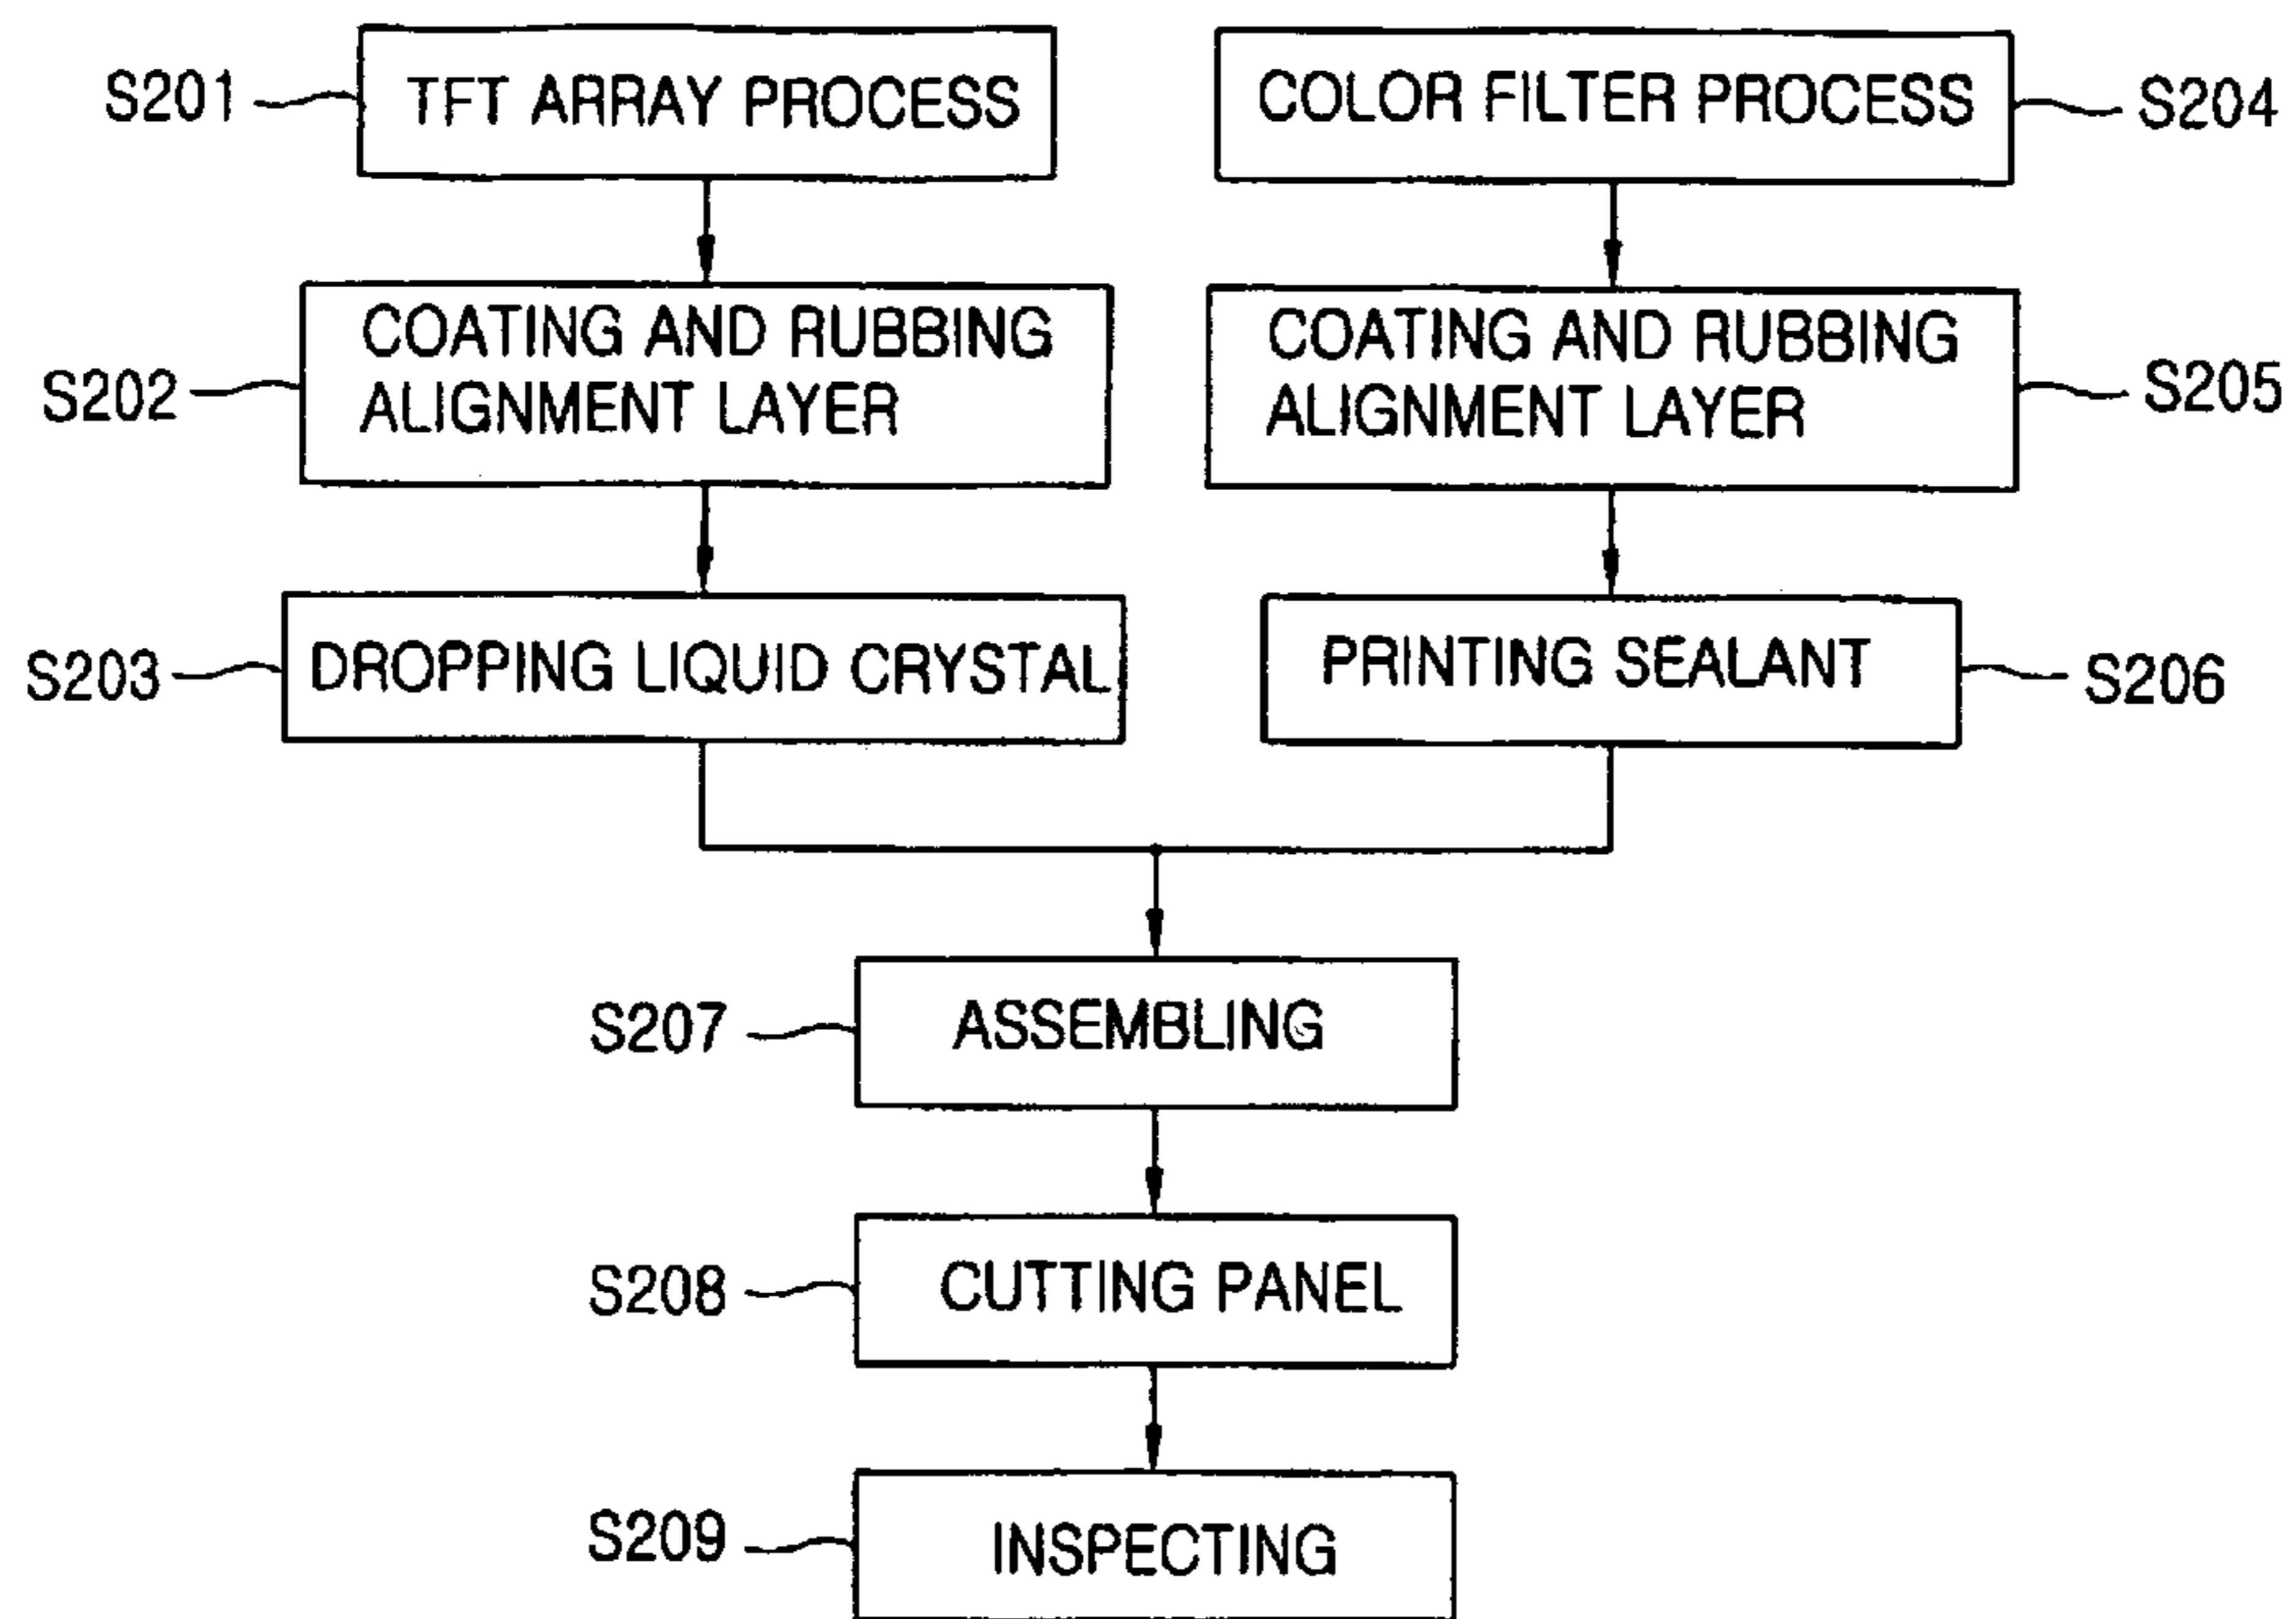 S201
TFT ARRAY PROCESS
COLOR FILTER PROCESS
S204
S202
COATING AND RUBBING
ALIGNMENT LAYER
COATING AND RUBBING
ALIGNMENT LAYER
S205
S203
DROPPING LIQUID CRYSTAL
PRINTING SEALANT
S206
S207
ASSEMBLING
S208
CUTTING PANEL
S209
INSPECTING